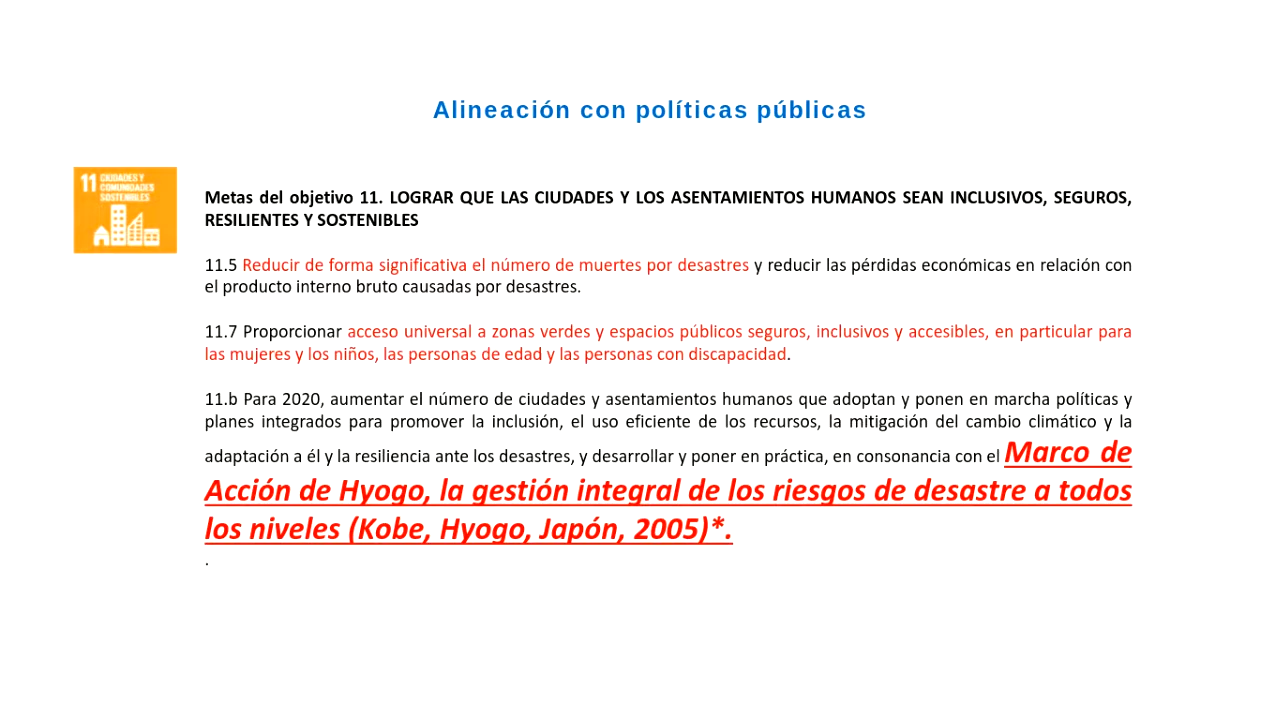 Alineación con políticas públicas
11 CIUDADES Y
COMUNIDADES
SOSTENIBLES
Metas del objetivo 11. LOGRAR QUE LAS CIUDADES Y LOS ASENTAMIENTOS HUMANOS SEAN INCLUSIVOS, SEGUROS,
RESILIENTES Y SOSTENIBLES
11.5 Reducir de forma significativa el número de muertes por desastres y reducir las pérdidas económicas en relación con
el producto interno bruto causadas por desastres.
11.7 Proporcionar acceso universal a zonas verdes y espacios públicos seguros, inclusivos y accesibles, en particular para
las mujeres y los niños, las personas de edad y las personas con discapacidad.
11.b Para 2020, aumentar el número de ciudades y asentamientos humanos que adoptan y ponen en marcha políticas y
planes integrados para promover la inclusión, el uso eficiente de los recursos, la mitigación del cambio climático y la
adaptación a él y la resiliencia ante los desastres, y desarrollar y poner en práctica, en consonancia con el Marco de
Acción de Hyogo, la gestión integral de los riesgos de desastre a todos
los niveles (Kobe, Hyogo, Japón, 2005)*.
.